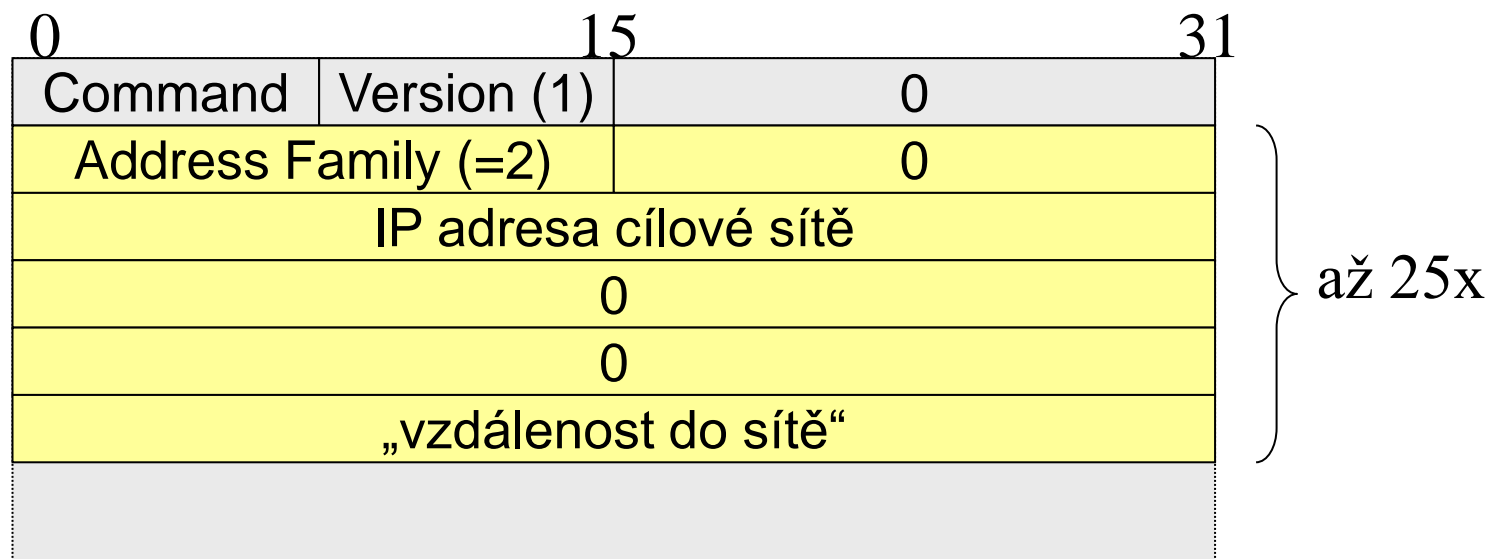 0 15 31
Command Version (1) 0
Address Family (=2) 0
IP adresa cílové sítě
0
0
„vzdálenost do sítě“
až 25x